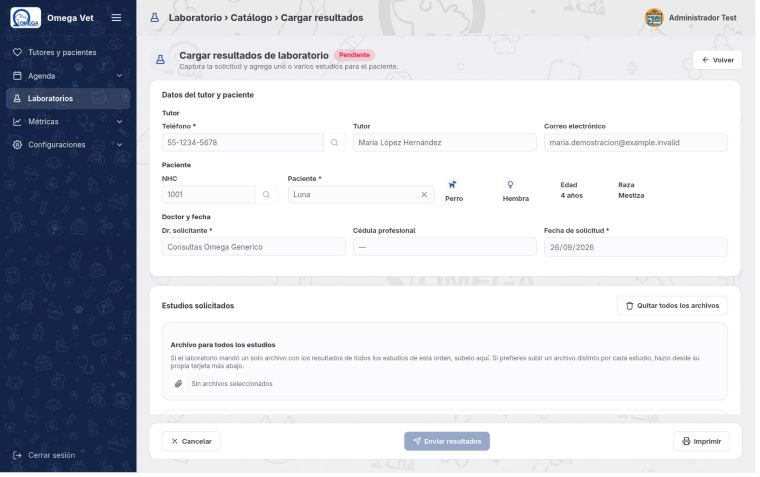 OMEGA
Omega Vet
Tutores y pacientes
Agenda
Laboratorios
Métricas
Configuraciones
Cerrar sesión
Laboratorio › Catálogo › Cargar resultados
Administrador Test
Cargar resultados de laboratorio Pendiente
Captura la solicitud y agrega uno o varios estudios para el paciente.
← Volver
Datos del tutor y paciente
Tutor
Teléfono * Tutor Correo electrónico
55-1234-5678 María López Hernández maria.demostracion@example.invalid
Paciente
NHC Paciente * Edad Raza
1001 Luna Perro Hembra 4 años Mestiza
Doctor y fecha
Dr. solicitante * Cédula profesional Fecha de solicitud *
Consultas Omega Generico — 26/09/2026
OMEGA
Estudios solicitados Quitar todos los archivos
Archivo para todos los estudios
Si el laboratorio mandó un solo archivo con los resultados de todos los estudios de esta orden, súbelo aquí. Si prefieres subir un archivo distinto por cada estudio, hazlo desde su
propia tarjeta más abajo.
Sin archivos seleccionados
Cancelar Enviar resultados Imprimir